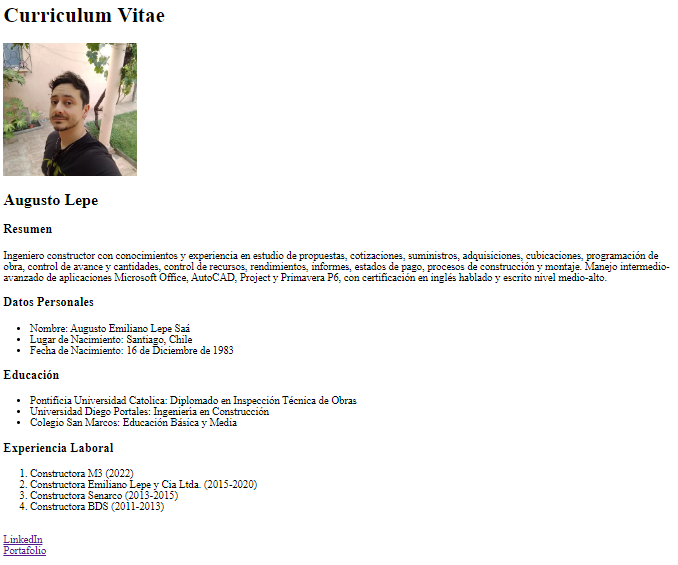 Curriculum Vitae
Augusto Lepe
Resumen
Ingeniero constructor con conocimientos y experiencia en estudio de propuestas, cotizaciones, suministros, adquisiciones, cubicaciones, programación de
obra, control de avance y cantidades, control de recursos, rendimientos, informes, estados de pago, procesos de construcción y montaje. Manejo intermedio-
avanzado de aplicaciones Microsoft Office, AutoCAD, Project y Primavera P6, con certificación en inglés hablado y escrito nivel medio-alto.
Datos Personales
• Nombre: Augusto Emiliano Lepe Saá
• Lugar de Nacimiento: Santiago, Chile
• Fecha de Nacimiento: 16 de Diciembre de 1983
Educación
• Pontificia Universidad Catolica: Diplomado en Inspección Técnica de Obras
• Universidad Diego Portales: Ingeniería en Construcción
• Colegio San Marcos: Educación Básica y Media
Experiencia Laboral
1. Constructora M3 (2022)
2. Constructora Emiliano Lepe y Cia Ltda. (2015-2020)
3. Constructora Senarco (2013-2015)
4. Constructora BDS (2011-2013)
LinkedIn
Portafolio